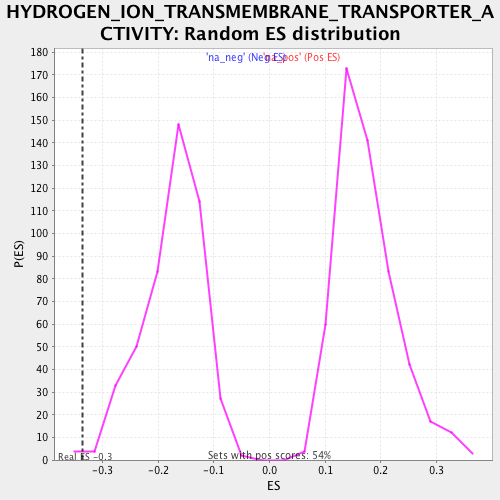 HYDROGEN_ION_TRANSMEMBRANE_TRANSPORTER_A
CTIVITY: Random ES distribution
'na_neg' (Neg ES)
'na_pos' (Pos ES)
180
170
160
150
140
130
120
110
100
90
80
70
60
50
40
30
20
10
0
P(ES)
Real ES -0.3
Sets with pos scores: 54%
-0.3 -0.2 -0.1 0.0 0.1 0.2 0.3
ES